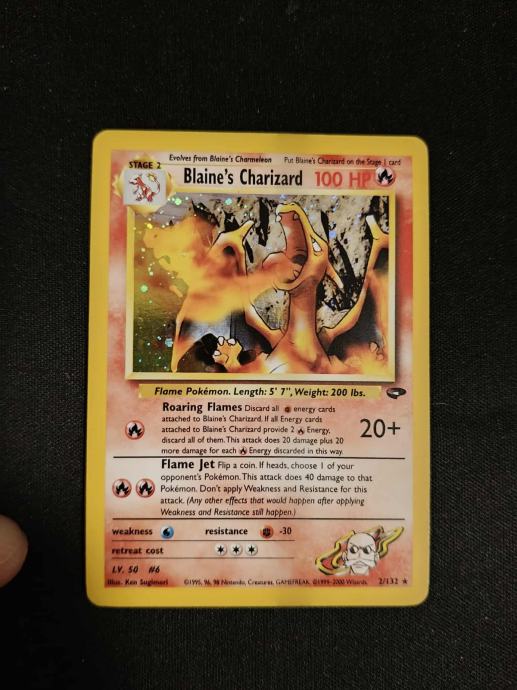 STAGE 2
Evolves from Blaine's Charmeleon
Put Blaine's Charizard on the Stage 1 card
Blaine's Charizard
100 HP
Flame Pokémon. Length: 5' 7", Weight: 200 lbs.
Roaring Flames Discard all energy cards
attached to Blaine's Charizard. If all Energy cards
attached to Blaine's Charizard provide 2 Energy,
discard all of them. This attack does 20 damage plus 20
more damage for each Energy discarded in this way.
20+
Flame Jet Flip a coin. If heads, choose 1 of your
opponent's Pokémon. This attack does 40 damage to that
Pokémon. Don't apply Weakness and Resistance for this
attack. (Any other effects that would happen after applying
Weakness and Resistance still happen.)
weakness
resistance -30
retreat cost
LV. 50 #6
Illus. Ken Sugimori
©1995, 96, 98 Nintendo, Creatures, GAMEFREAK. ©1999-2000 Wizards.
2/132 ★